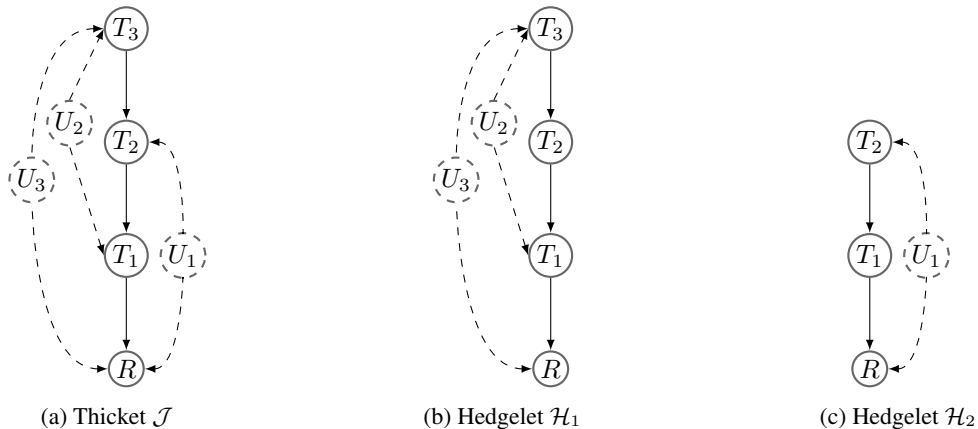 T₃
U₂
T₂
U₃
T₁
U₁
R
(a) Thicket 𝒥
T₃
U₂
T₂
U₃
T₁
R
(b) Hedgelet ℋ₁
T₂
T₁
U₁
R
(c) Hedgelet ℋ₂